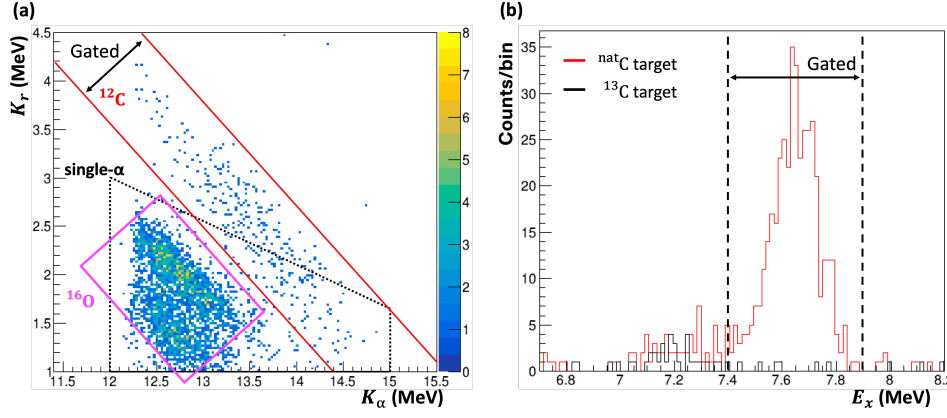 (a)
K_r (MeV)
4.5
4
3.5
3
2.5
2
1.5
1
Gated
¹²C
single-α
¹⁶O
11.5 12 12.5 13 13.5 14 14.5 15 15.5
K_α (MeV)
8
7
6
5
4
3
2
1
0
(b)
Counts/bin
35
30
25
20
15
10
5
0
ⁿᵃᵗC target
¹³C target
Gated
6.8 7 7.2 7.4 7.6 7.8 8 8.2
E_x (MeV)